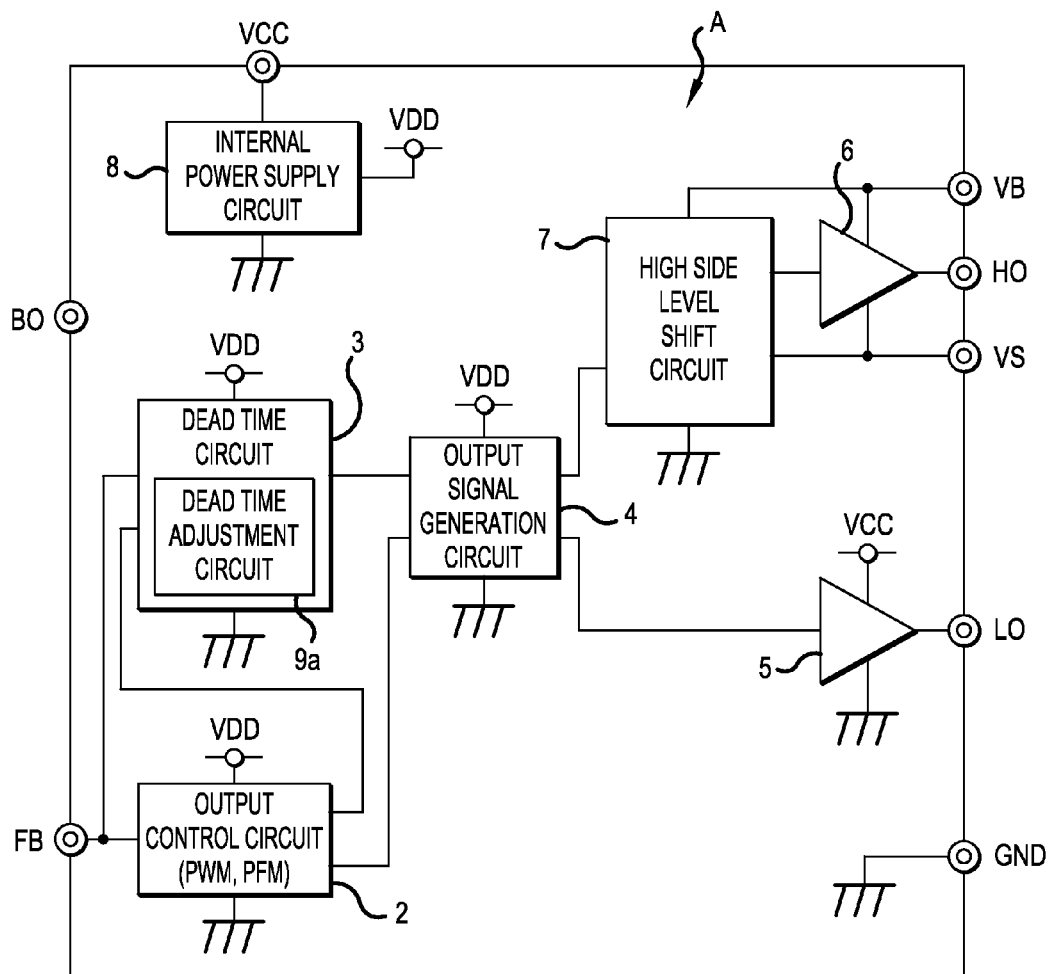 VCC
A
INTERNAL
POWER SUPPLY
CIRCUIT
8
VDD
6
VB
7
HIGH SIDE
LEVEL
SHIFT
CIRCUIT
HO
BO
VS
VDD
3
DEAD TIME
CIRCUIT
DEAD TIME
ADJUSTMENT
CIRCUIT
9a
VDD
OUTPUT
SIGNAL
GENERATION
CIRCUIT
4
VCC
5
LO
VDD
OUTPUT
CONTROL CIRCUIT
(PWM, PFM)
2
FB
GND